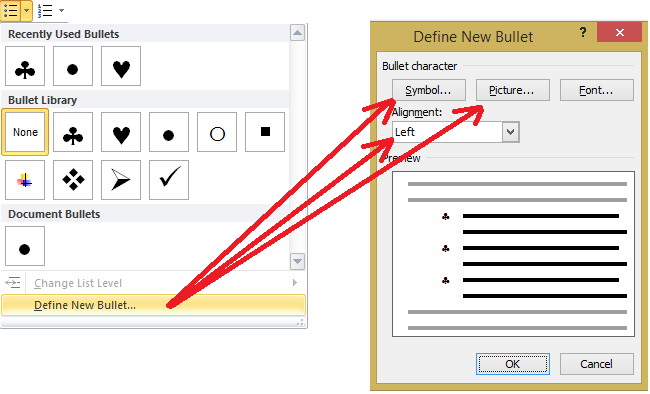 Recently Used Bullets
Bullet Library
None
Document Bullets
Change List Level
Define New Bullet...
Define New Bullet
?
Bullet character
Symbol...
Picture...
Font...
Alignment:
Left
Preview
OK
Cancel